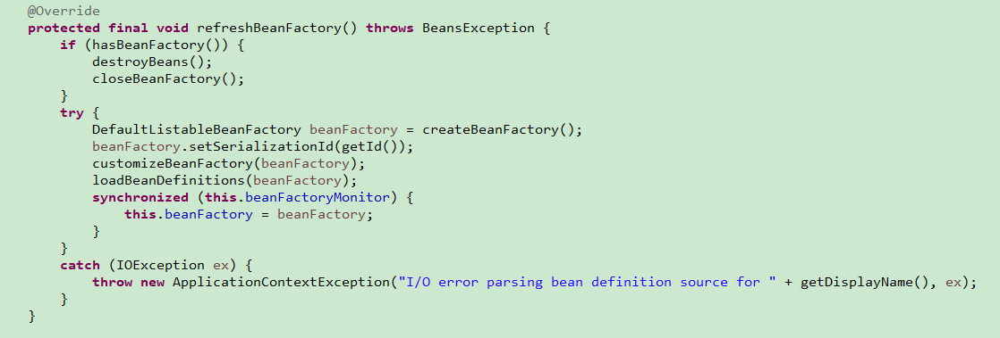 @Override
protected final void refreshBeanFactory() throws BeansException {
if (hasBeanFactory()) {
destroyBeans();
closeBeanFactory();
}
try {
DefaultListableBeanFactory beanFactory = createBeanFactory();
beanFactory.setSerializationId(getId());
customizeBeanFactory(beanFactory);
loadBeanDefinitions(beanFactory);
synchronized (this.beanFactoryMonitor) {
this.beanFactory = beanFactory;
}
}
catch (IOException ex) {
throw new ApplicationContextException("I/O error parsing bean definition source for " + getDisplayName(), ex);
}
}